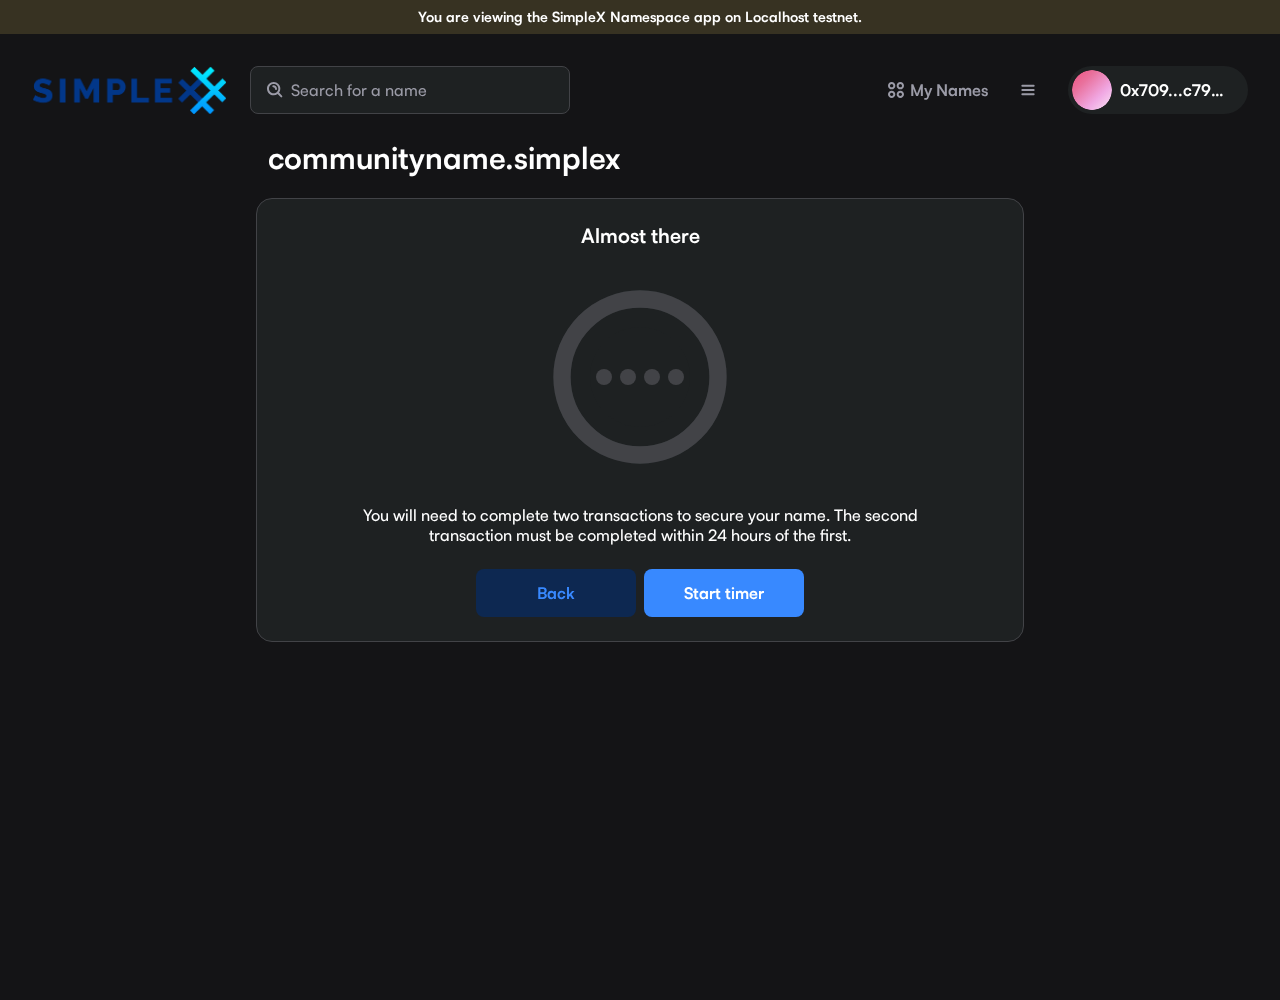 You are viewing the SimpleX Namespace app on Localhost testnet.
SIMPLEX
Search for a name
My Names
0x709...c79...
communityname.simplex
Almost there
You will need to complete two transactions to secure your name. The second
transaction must be completed within 24 hours of the first.
Back
Start timer